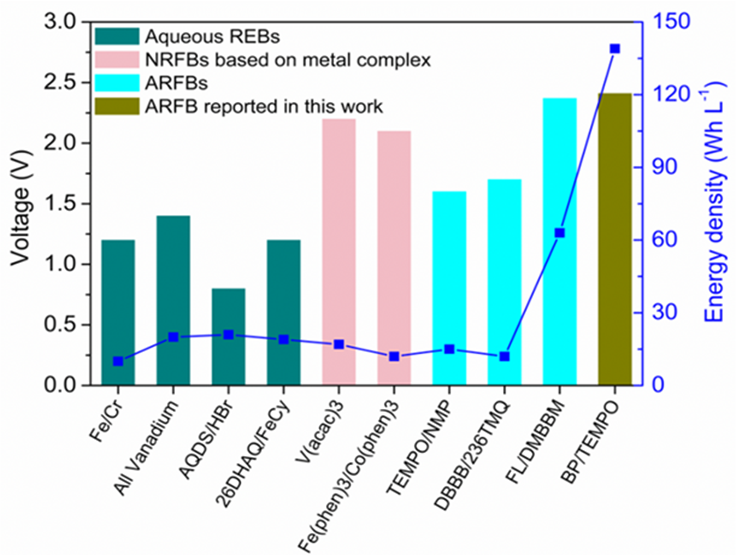 Aqueous REBs
NRFBs based on metal complex
ARFBs
ARFB reported in this work
Voltage (V)
3.0
2.5
2.0
1.5
1.0
0.5
0.0
Energy density (Wh L-1)
150
120
90
60
30
0
Fe/Cr
All Vanadium
AQDS/HBr
26DHAQ/FeCy
V(acac)3
Fe(phen)3/Co(phen)3
TEMPO/NMP
DBBB/236TMQ
FL/DMBBM
BP/TEMPO